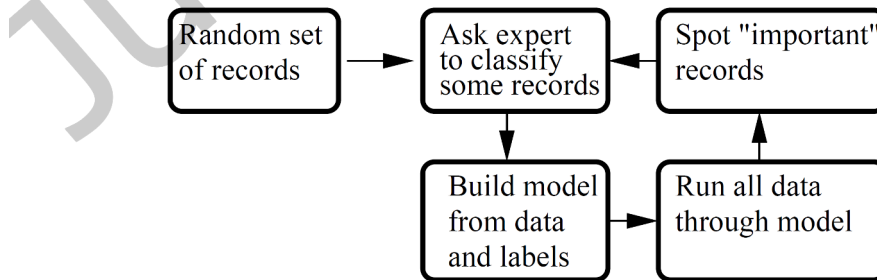 Random set
of records
Ask expert
to classify
some records
Spot "important"
records
Build model
from data
and labels
Run all data
through model